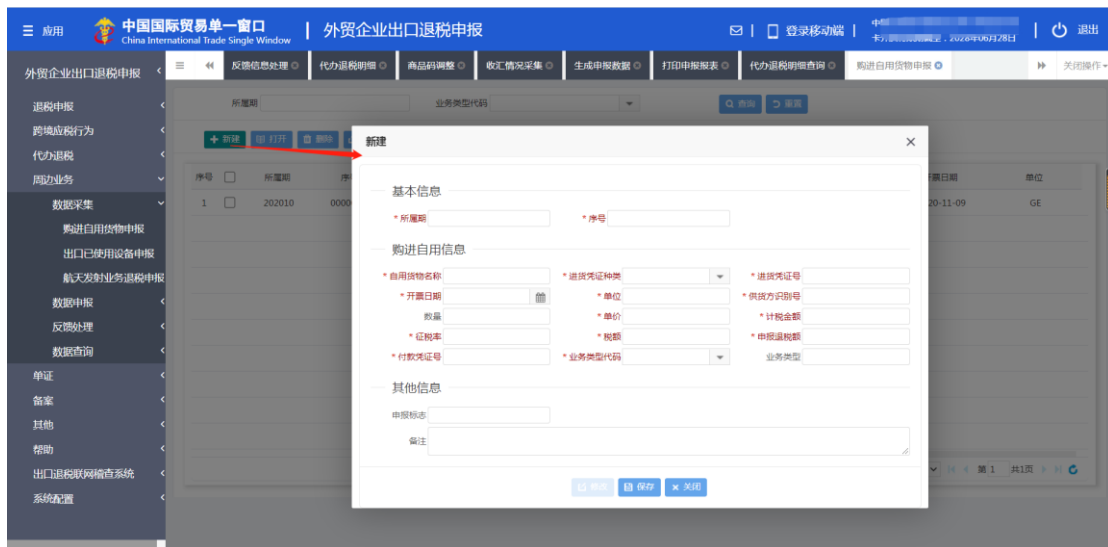 应用
中国国际贸易单一窗口
China International Trade Single Window
外贸企业出口退税申报
登录移动端
退出
外贸企业出口退税申报
反馈信息处理
代办退税明细
商品码调整
收汇情况采集
生成申报数据
打印申报报表
代办退税明细查询
购进自用货物申报
关闭操作
退税申报
跨境应税行为
代办退税
周边业务
数据采集
购进自用货物申报
出口已使用设备申报
航天发射业务退税申报
数据申报
反馈处理
数据查询
单证
备案
其他
帮助
出口退税联网稽查系统
系统配置
所属期 业务类型代码 查询 重置
新建 打开 删除
序号 所属期 开票日期 单位
1 202010 0000 20-11-09 GE
新建
基本信息
* 所属期 * 序号
购进自用信息
* 自用货物名称 * 进货凭证种类 * 进货凭证号
* 开票日期 * 单位 * 供货方识别号
数量 * 单价 * 计税金额
* 征税率 * 税额 * 申报退税额
* 付款凭证号 * 业务类型代码 业务类型
其他信息
申报标志
备注
修改 保存 关闭
第 1 共1页